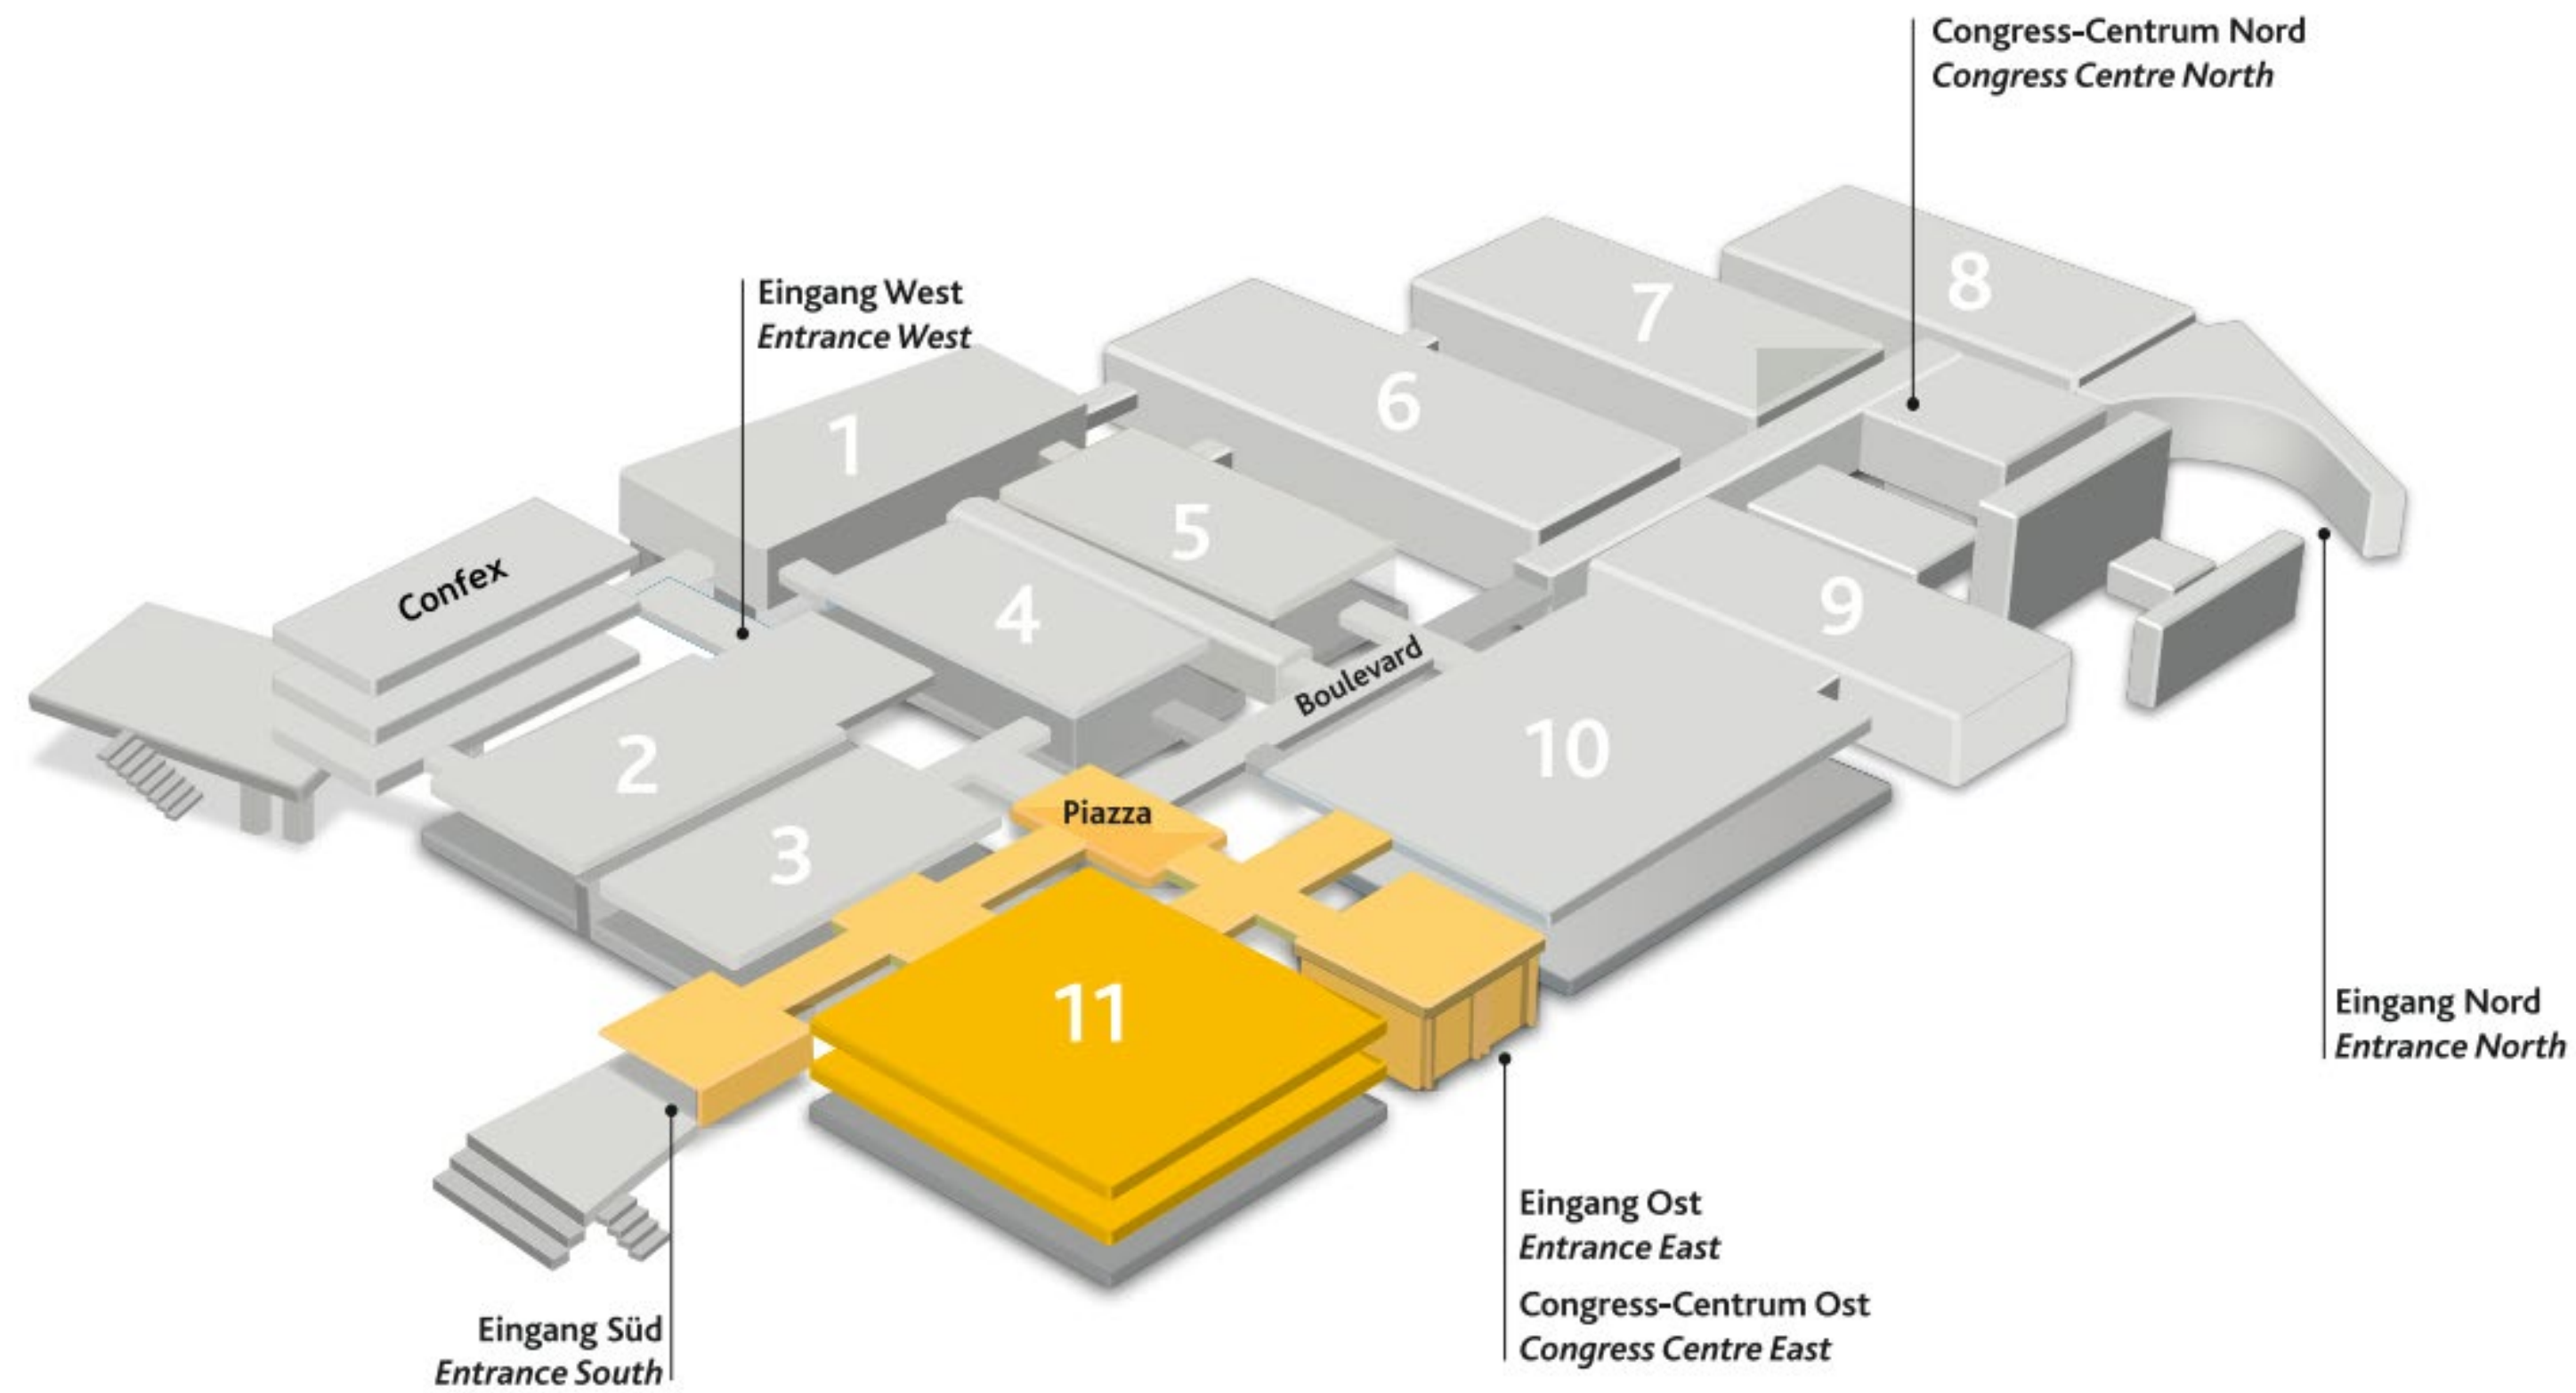 Congress-Centrum Nord
Congress Centre North
Eingang West
Entrance West
8
7
6
1
5
Confex
4
9
Boulevard
10
2
Piazza
3
11
Eingang Nord
Entrance North
Eingang Ost
Entrance East
Congress-Centrum Ost
Congress Centre East
Eingang Süd
Entrance South